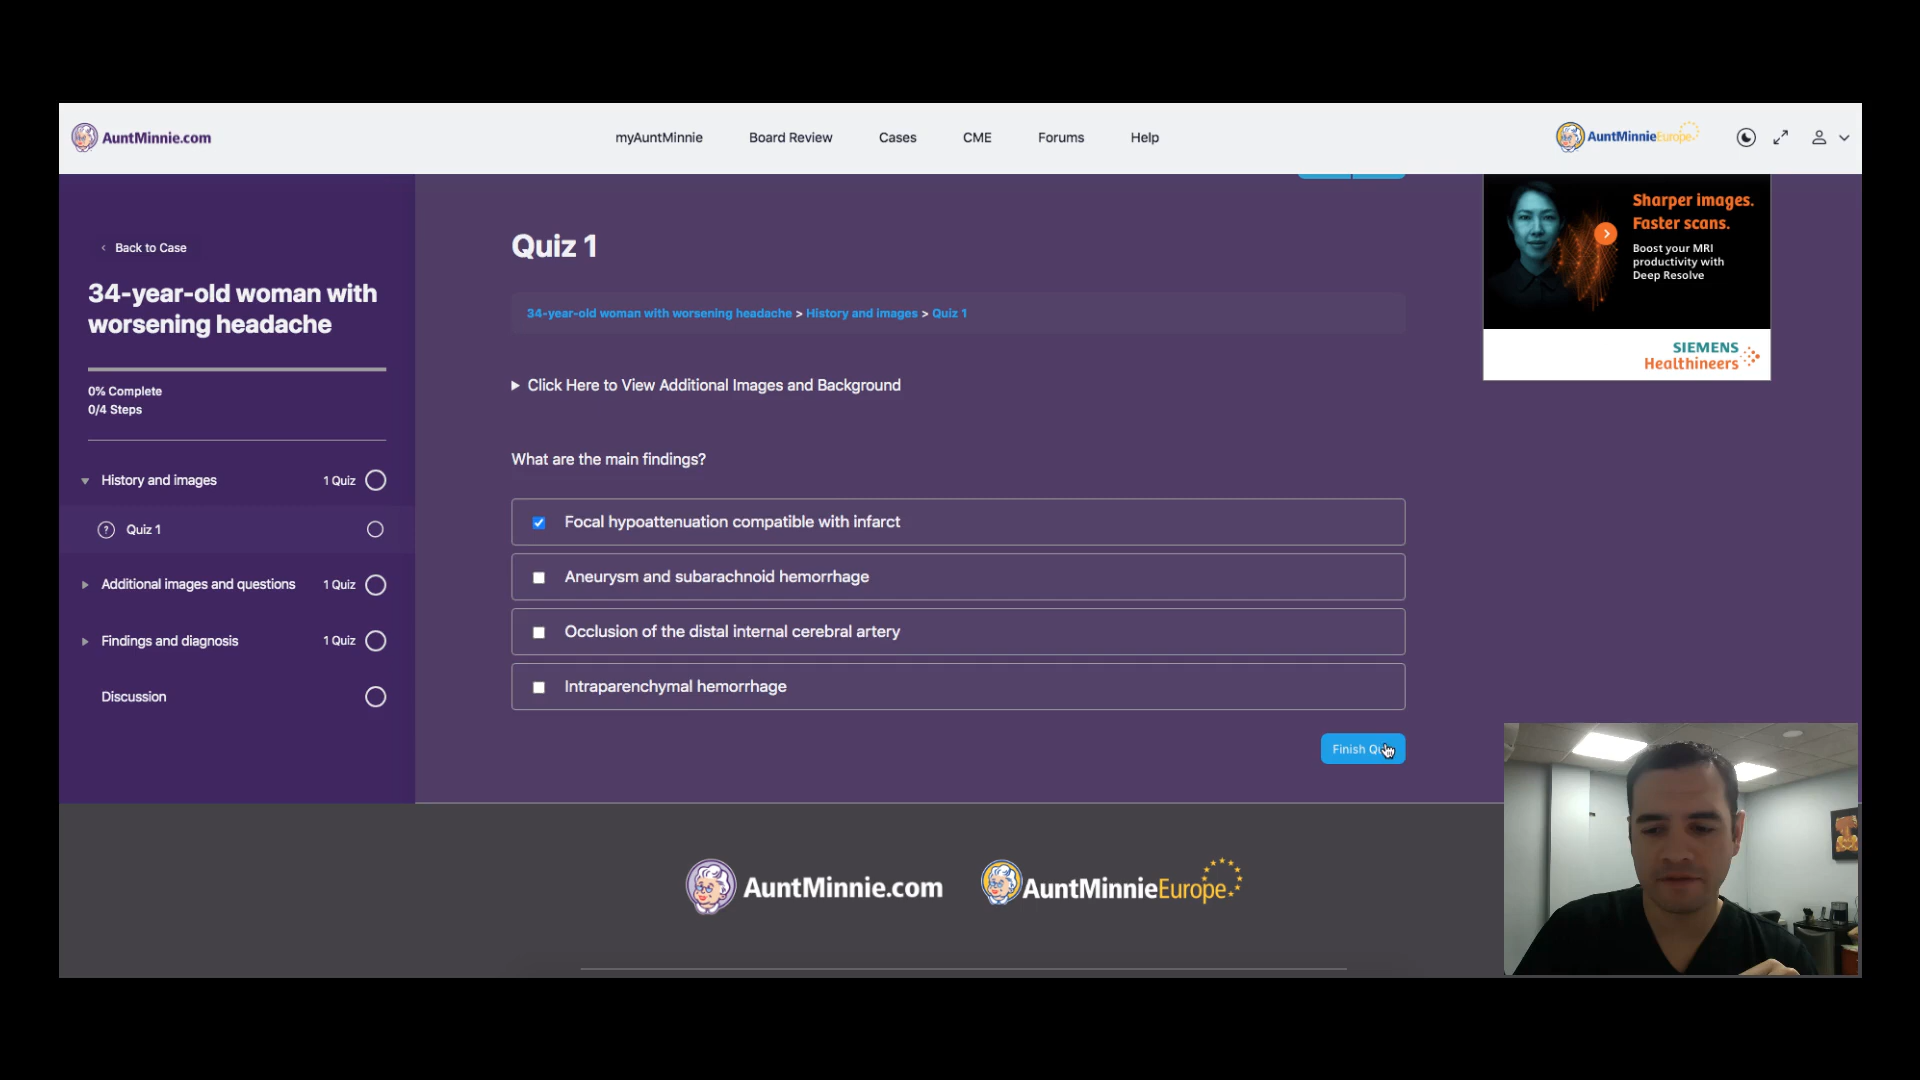 AuntMinnie.com
myAuntMinnie
Board Review
Cases
CME
Forums
Help
AuntMinnieEurope
Back to Case
34-year-old woman with
worsening headache
0% Complete
0/4 Steps
History and images
1 Quiz
Quiz 1
Additional images and questions
1 Quiz
Findings and diagnosis
1 Quiz
Discussion
Quiz 1
34-year-old woman with worsening headache > History and images > Quiz 1
Click Here to View Additional Images and Background
What are the main findings?
Focal hypoattenuation compatible with infarct
Aneurysm and subarachnoid hemorrhage
Occlusion of the distal internal cerebral artery
Intraparenchymal hemorrhage
Finish
Sharper images.
Faster scans.
Boost your MRI
productivity with
Deep Resolve
SIEMENS
Healthineers
AuntMinnie.com
AuntMinnieEurope